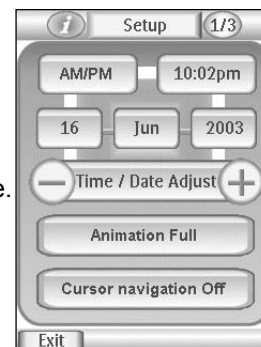 i Setup 1/3
AM/PM 10:02pm
16 Jun 2003
e. − Time / Date Adjust +
Animation Full
Cursor navigation Off
Exit